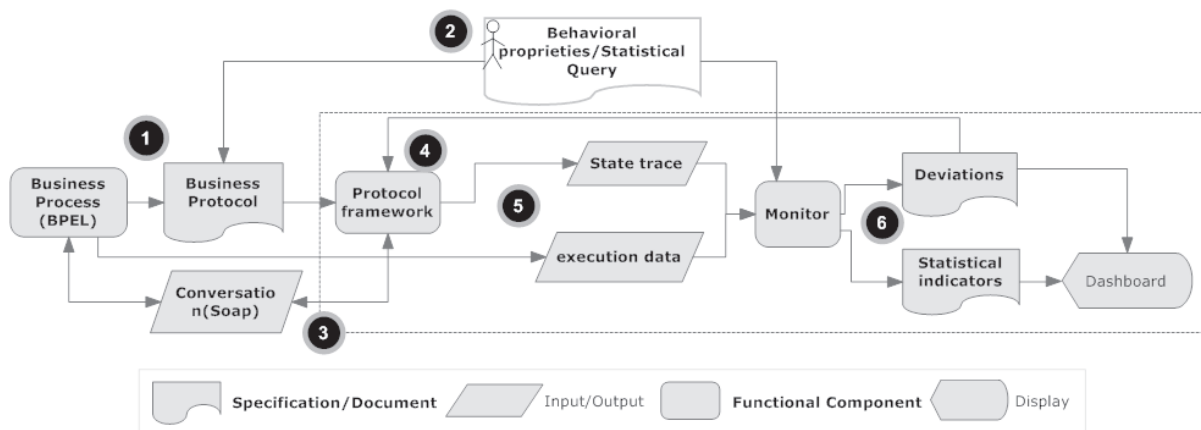 2
Behavioral
proprieties/Statistical
Query
1
4
Business
Process
(BPEL)
Business
Protocol
Protocol
framework
State trace
5
execution data
Monitor
6
Deviations
Statistical
indicators
Dashboard
Conversatio
n(Soap)
3
Specification/Document
Input/Output
Functional Component
Display